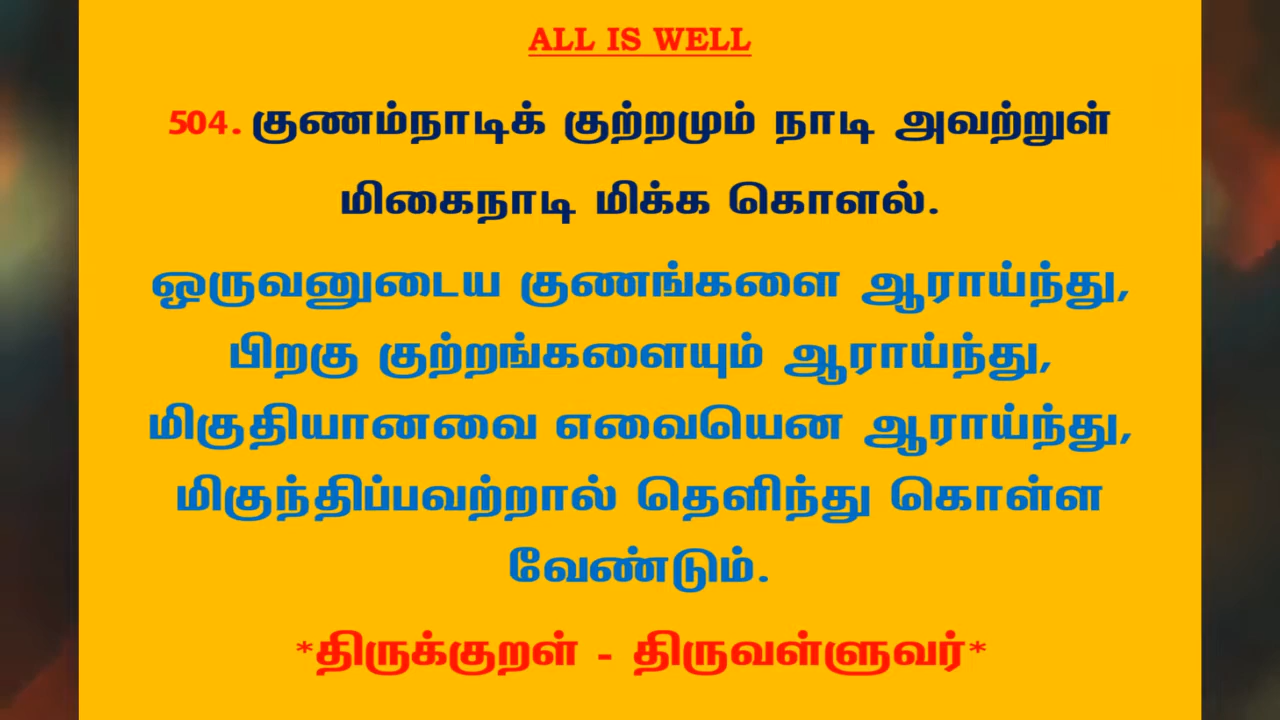 ALL IS WELL
504. குணம்நாடிக் குற்றமும் நாடி அவற்றுள்
மிகைநாடி மிக்க கொளல்.
ஒருவனுடைய குணங்களை ஆராய்ந்து,
பிறகு குற்றங்களையும் ஆராய்ந்து,
மிகுதியானவை எவையென ஆராய்ந்து,
மிகுந்திப்பவற்றால் தெளிந்து கொள்ள
வேண்டும்.
*திருக்குறள் - திருவள்ளுவர்*